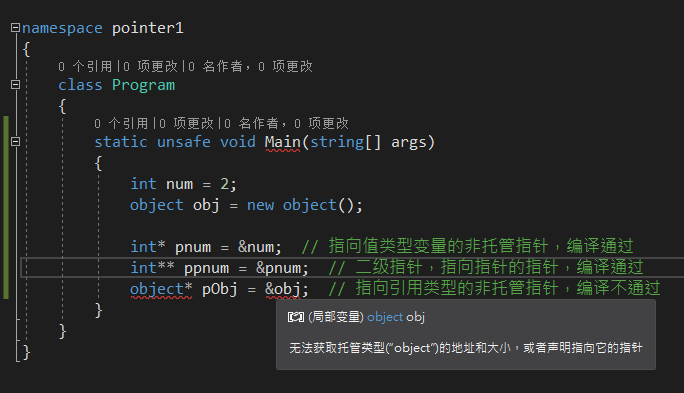 namespace pointer1
{
0 个引用|0 项更改|0 名作者，0 项更改
class Program
{
0 个引用|0 项更改|0 名作者，0 项更改
static unsafe void Main(string[] args)
{
int num = 2;
object obj = new object();
int* pnum = &num;  // 指向值类型变量的非托管指针，编译通过
int** ppnum = &pnum;  // 二级指针，指向指针的指针，编译通过
object* pObj = &obj;  // 指向引用类型的非托管指针，编译不通过
}
(局部变量) object obj
}
无法获取托管类型("object")的地址和大小，或者声明指向它的指针
}